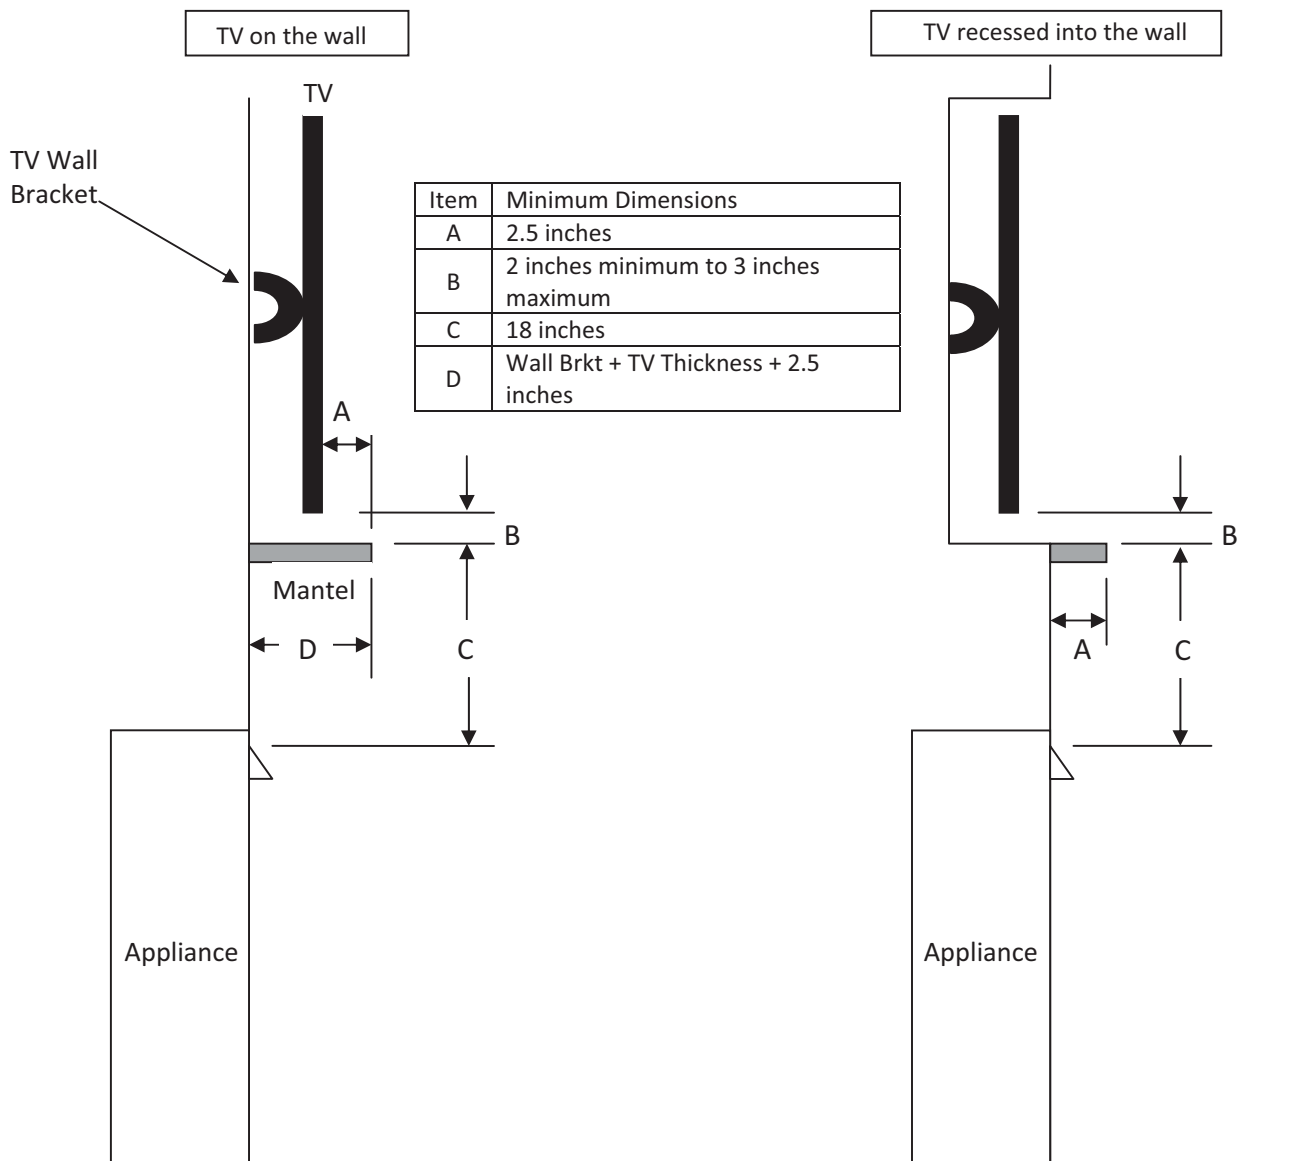 TV on the wall
TV recessed into the wall
TV
TV Wall
Bracket
Item Minimum Dimensions
A 2.5 inches
B 2 inches minimum to 3 inches
maximum
C 18 inches
D Wall Brkt + TV Thickness + 2.5
inches
A
B
Mantel
D
C
Appliance
B
A
C
Appliance